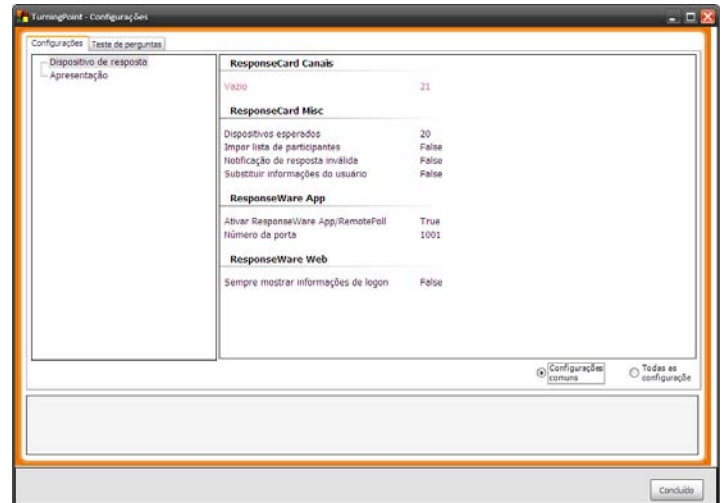 TurningPoint - Configurações
Configurações Teste de perguntas
Dispositivo de resposta
Apresentação
ResponseCard Canais
Vazio 21
ResponseCard Misc
Dispositivos esperados 20
Impor lista de participantes False
Notificação de resposta inválida False
Substituir informações do usuário False
ResponseWare App
Ativar ResponseWare App/RemotePoll True
Número da porta 1001
ResponseWare Web
Sempre mostrar informações de logon False
Configurações
comuns
Todas as
configuraçõe
Concluído